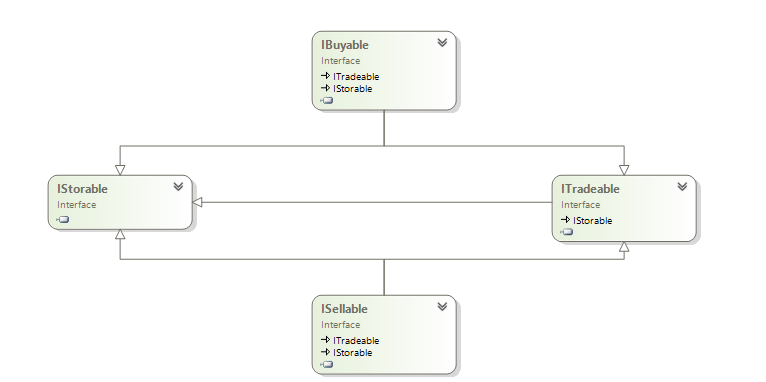 IBuyable
Interface
ITradeable
IStorable
IStorable
Interface
ITradeable
Interface
IStorable
ISellable
Interface
ITradeable
IStorable